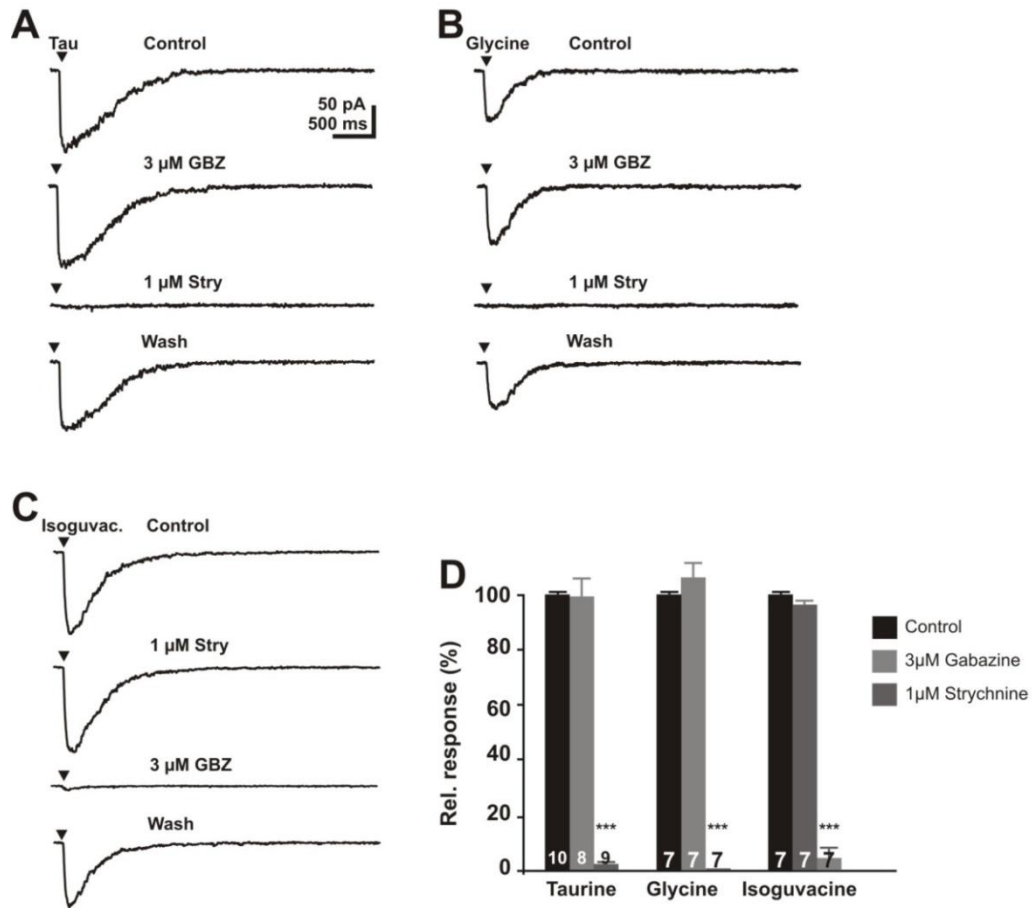 A
Tau Control
50 pA
500 ms
3 µM GBZ
1 µM Stry
Wash
B
Glycine Control
3 µM GBZ
1 µM Stry
Wash
C
Isoguvac. Control
1 µM Stry
3 µM GBZ
Wash
D
Rel. response (%)
100
80
60
40
20
0
*** *** ***
10 8 9 7 7 7 7 7 7
Taurine Glycine Isoguvacine
Control
3µM Gabazine
1µM Strychnine